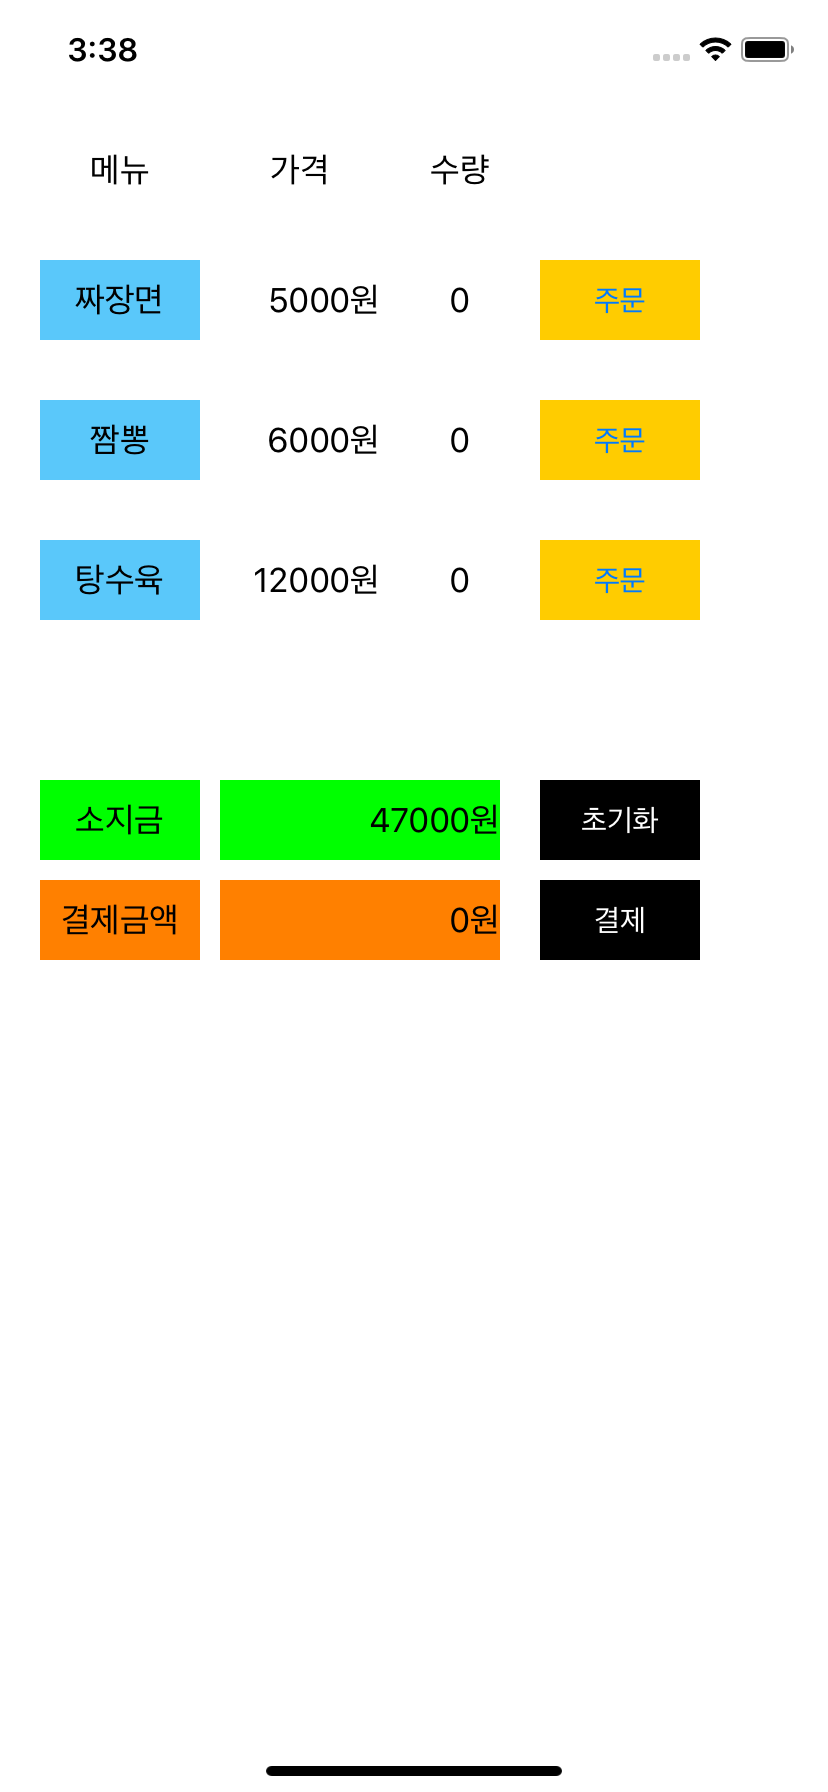 3:38
메뉴 가격 수량
짜장면 5000원 0 주문
짬뽕 6000원 0 주문
탕수육 12000원 0 주문
소지금 47000원 초기화
결제금액 0원 결제